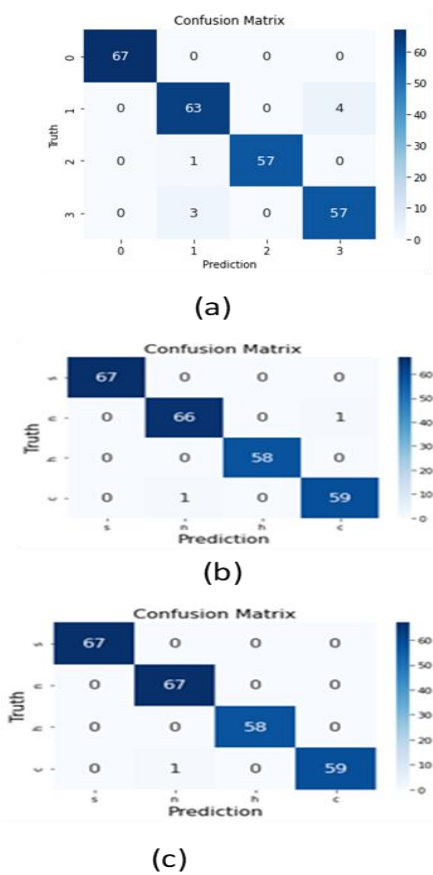 Confusion Matrix
0 67 0 0 0
1 0 63 0 4
2 0 1 57 0
3 0 3 0 57
Truth
0 1 2 3
Prediction
60
50
40
30
20
10
0
(a)
Confusion Matrix
s 67 0 0 0
n 0 66 0 1
h 0 0 58 0
c 0 1 0 59
Truth
s n h c
Prediction
60
50
40
30
20
10
0
(b)
Confusion Matrix
s 67 0 0 0
n 0 67 0 0
h 0 0 58 0
c 0 1 0 59
Truth
s n h c
Prediction
60
50
40
30
20
10
0
(c)